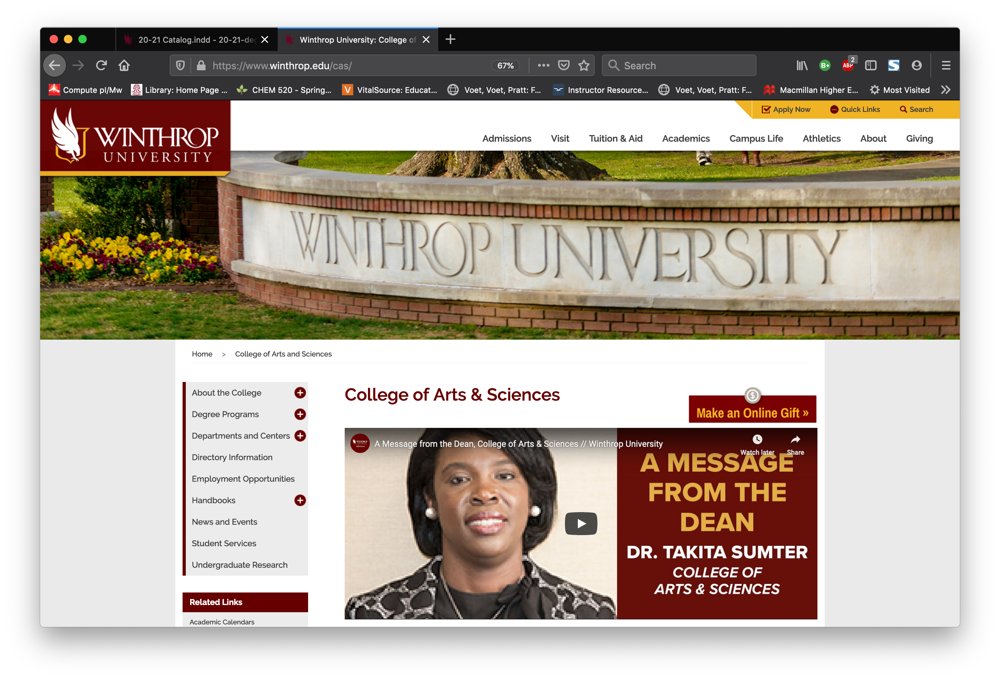 20-21 Catalog.indd - 20-21-deg
Winthrop University: College of
https://www.winthrop.edu/cas/
67%
Search
B+
ABP
2
S
Compute pI/Mw
Library: Home Page ...
CHEM 520 - Spring...
V
VitalSource: Educat...
Voet, Voet, Pratt: F...
Instructor Resource...
Voet, Voet, Pratt: F...
Macmillan Higher E...
Most Visited
Apply Now
Quick Links
Search
WINTHROP
UNIVERSITY
Admissions
Visit
Tuition & Aid
Academics
Campus Life
Athletics
About
Giving
WINTHROP UNIVERSITY
Home > College of Arts and Sciences
About the College
Degree Programs
Departments and Centers
Directory Information
Employment Opportunities
Handbooks
News and Events
Student Services
Undergraduate Research
Related Links
Academic Calendars
College of Arts & Sciences
$
Make an Online Gift »
WINTHROP
A Message from the Dean, College of Arts & Sciences // Winthrop University
Watch later
Share
A MESSAGE
FROM THE
DEAN
DR. TAKITA SUMTER
COLLEGE OF
ARTS & SCIENCES